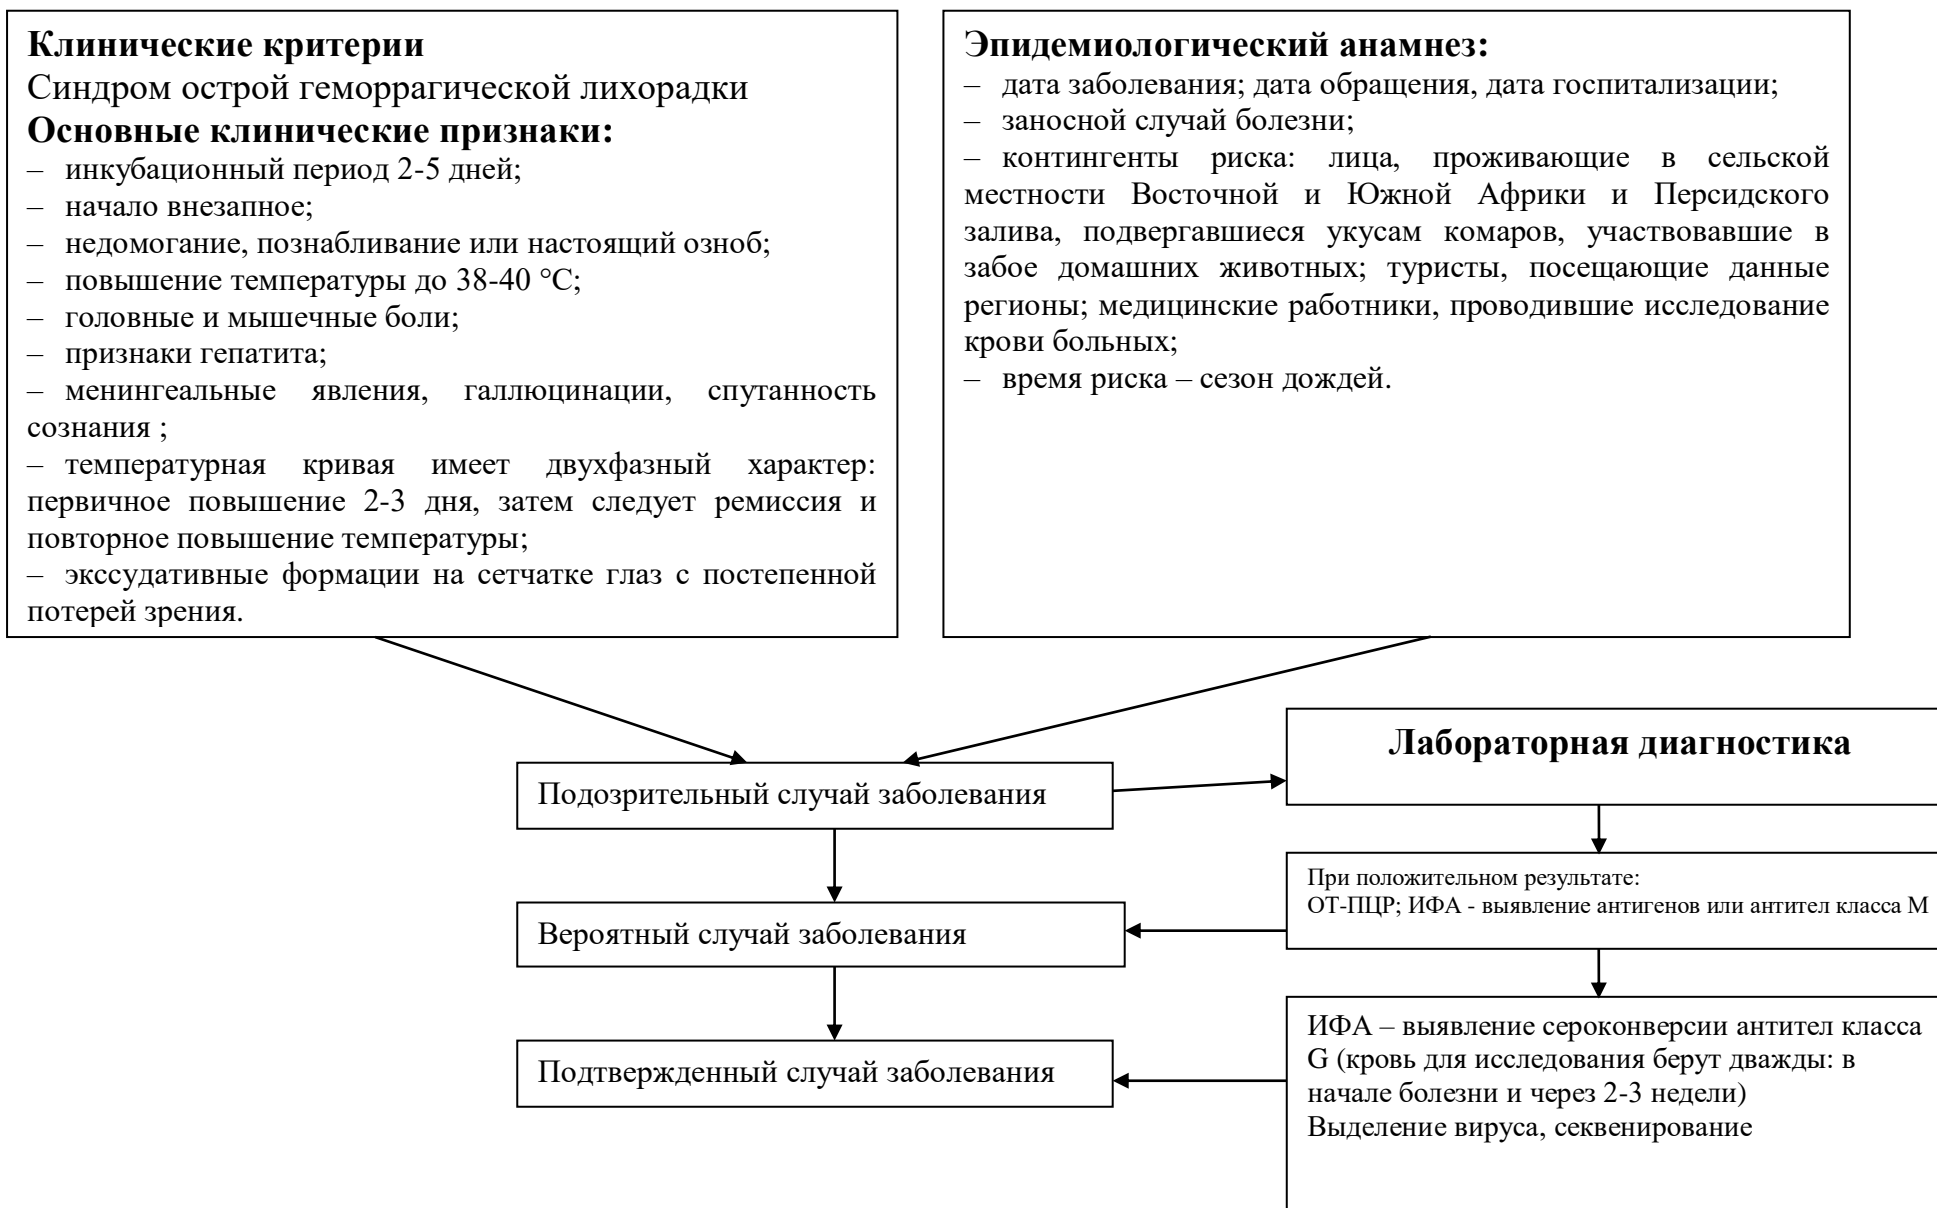 Клинические критерии
Синдром острой геморрагической лихорадки
Основные клинические признаки:
– инкубационный период 2-5 дней;
– начало внезапное;
– недомогание, познабливание или настоящий озноб;
– повышение температуры до 38-40 °С;
– головные и мышечные боли;
– признаки гепатита;
– менингеальные явления, галлюцинации, спутанность
сознания ;
– температурная кривая имеет двухфазный характер:
первичное повышение 2-3 дня, затем следует ремиссия и
повторное повышение температуры;
– экссудативные формации на сетчатке глаз с постепенной
потерей зрения.
Эпидемиологический анамнез:
– дата заболевания; дата обращения, дата госпитализации;
– заносной случай болезни;
– контингенты риска: лица, проживающие в сельской
местности Восточной и Южной Африки и Персидского
залива, подвергавшиеся укусам комаров, участвовавшие в
забое домашних животных; туристы, посещающие данные
регионы; медицинские работники, проводившие исследование
крови больных;
– время риска – сезон дождей.
Подозрительный случай заболевания
Лабораторная диагностика
При положительном результате:
ОТ-ПЦР; ИФА - выявление антигенов или антител класса М
Вероятный случай заболевания
ИФА – выявление сероконверсии антител класса
G (кровь для исследования берут дважды: в
начале болезни и через 2-3 недели)
Выделение вируса, секвенирование
Подтвержденный случай заболевания